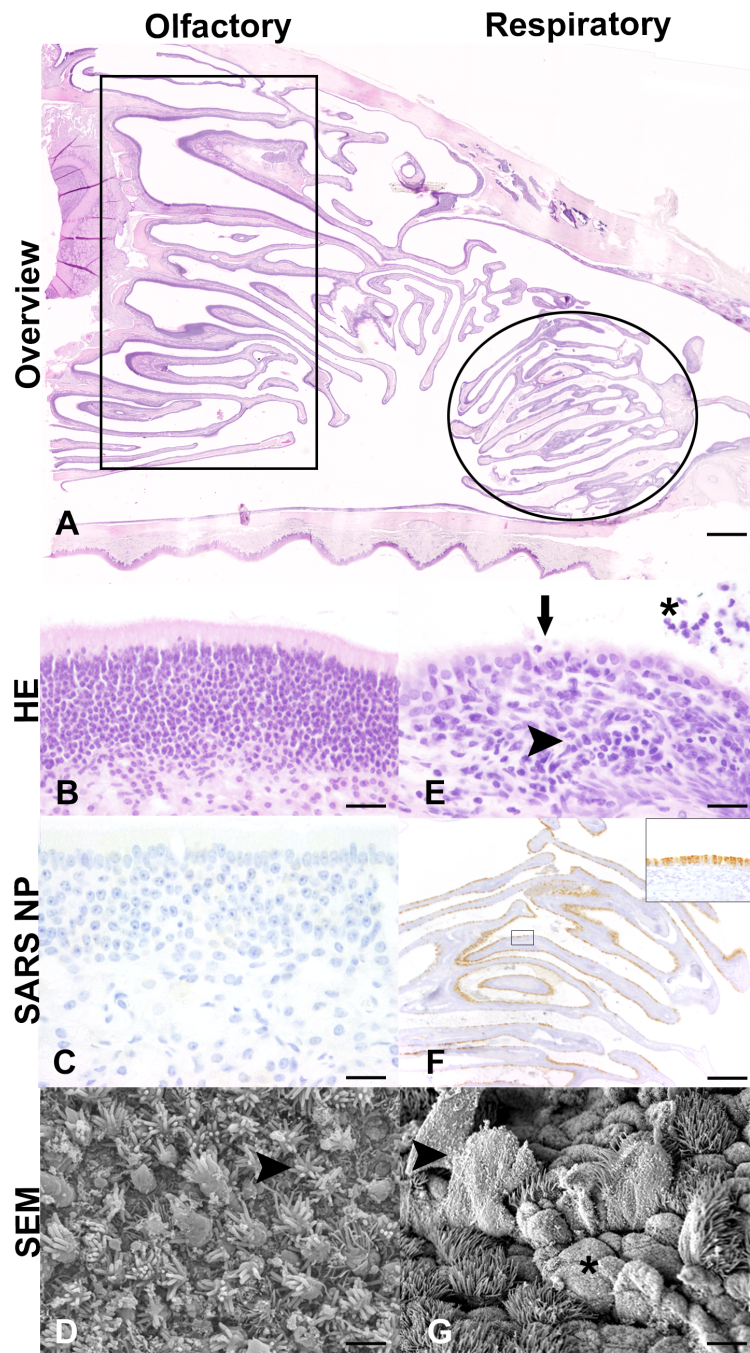 Olfactory
Respiratory
Overview
A
HE
B
E
*
SARS NP
C
F
SEM
D
G
*